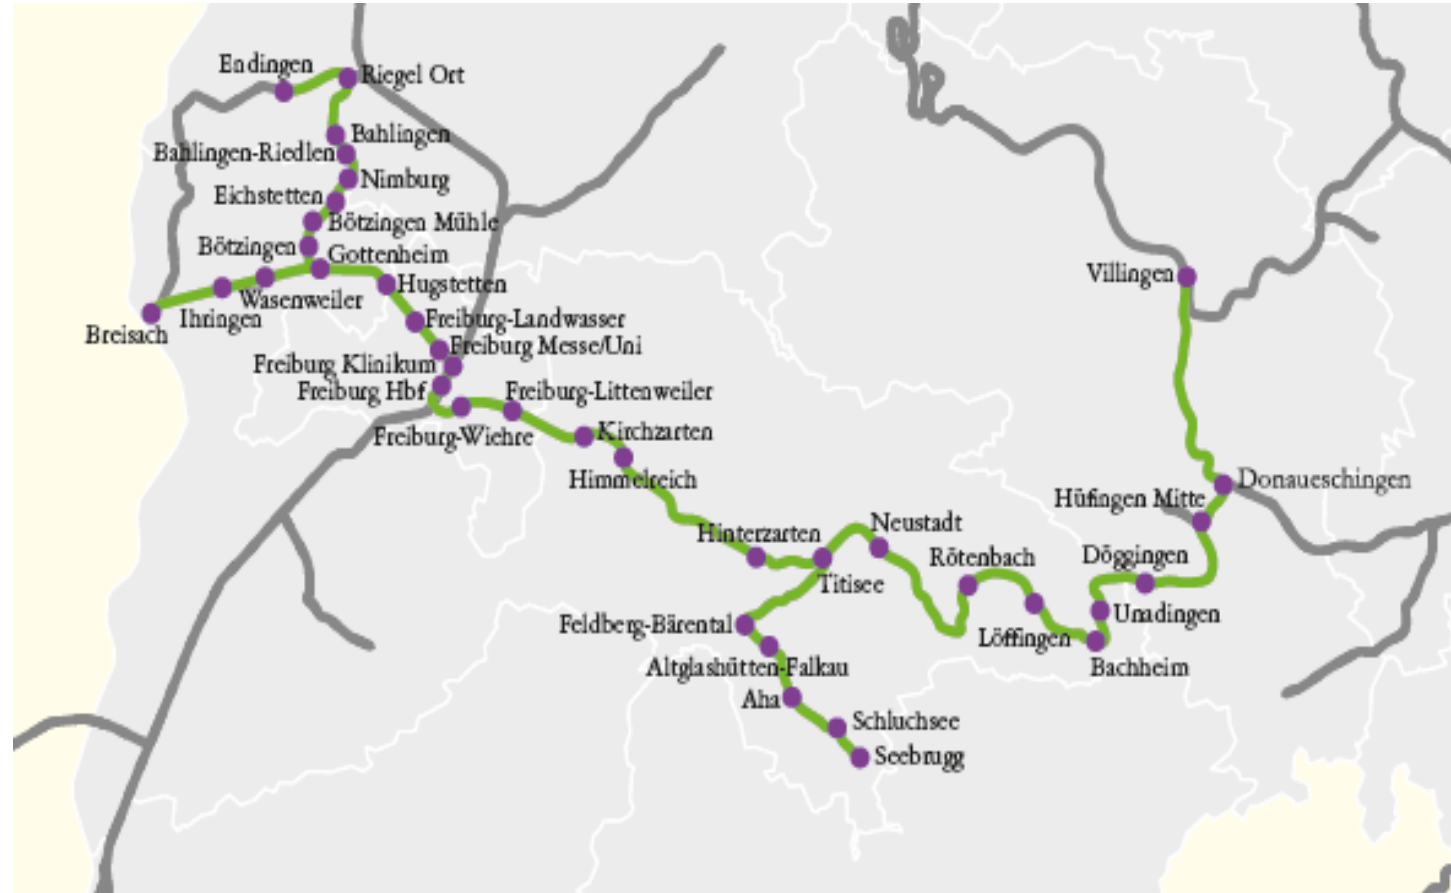 Endingen
Riegel Ort
Bahlingen
Bahlingen-Riedlen
Nimburg
Eichstetten
Bötzingen Mühle
Bötzingen
Gottenheim
Hugstetten
Wasenweiler
Ihringen
Breisach
Freiburg-Landwasser
Freiburg Messe/Uni
Freiburg Klinikum
Freiburg Hbf
Freiburg-Littenweiler
Freiburg-Wiehre
Kirchzarten
Himmelreich
Hinterzarten
Titisee
Neustadt
Rötenbach
Löffingen
Bachheim
Unadingen
Döggingen
Hüfingen Mitte
Donaueschingen
Villingen
Feldberg-Bärental
Altglashütten-Falkau
Aha
Schluchsee
Seebrugg